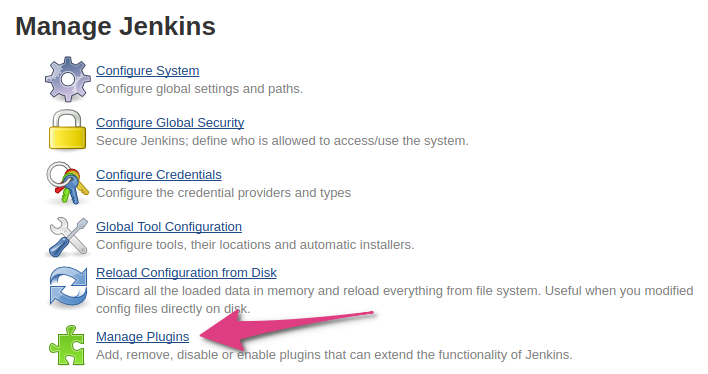 Manage Jenkins
Configure System
Configure global settings and paths.
Configure Global Security
Secure Jenkins; define who is allowed to access/use the system.
Configure Credentials
Configure the credential providers and types
Global Tool Configuration
Configure tools, their locations and automatic installers.
Reload Configuration from Disk
Discard all the loaded data in memory and reload everything from file system. Useful when you modified
config files directly on disk.
Manage Plugins
Add, remove, disable or enable plugins that can extend the functionality of Jenkins.